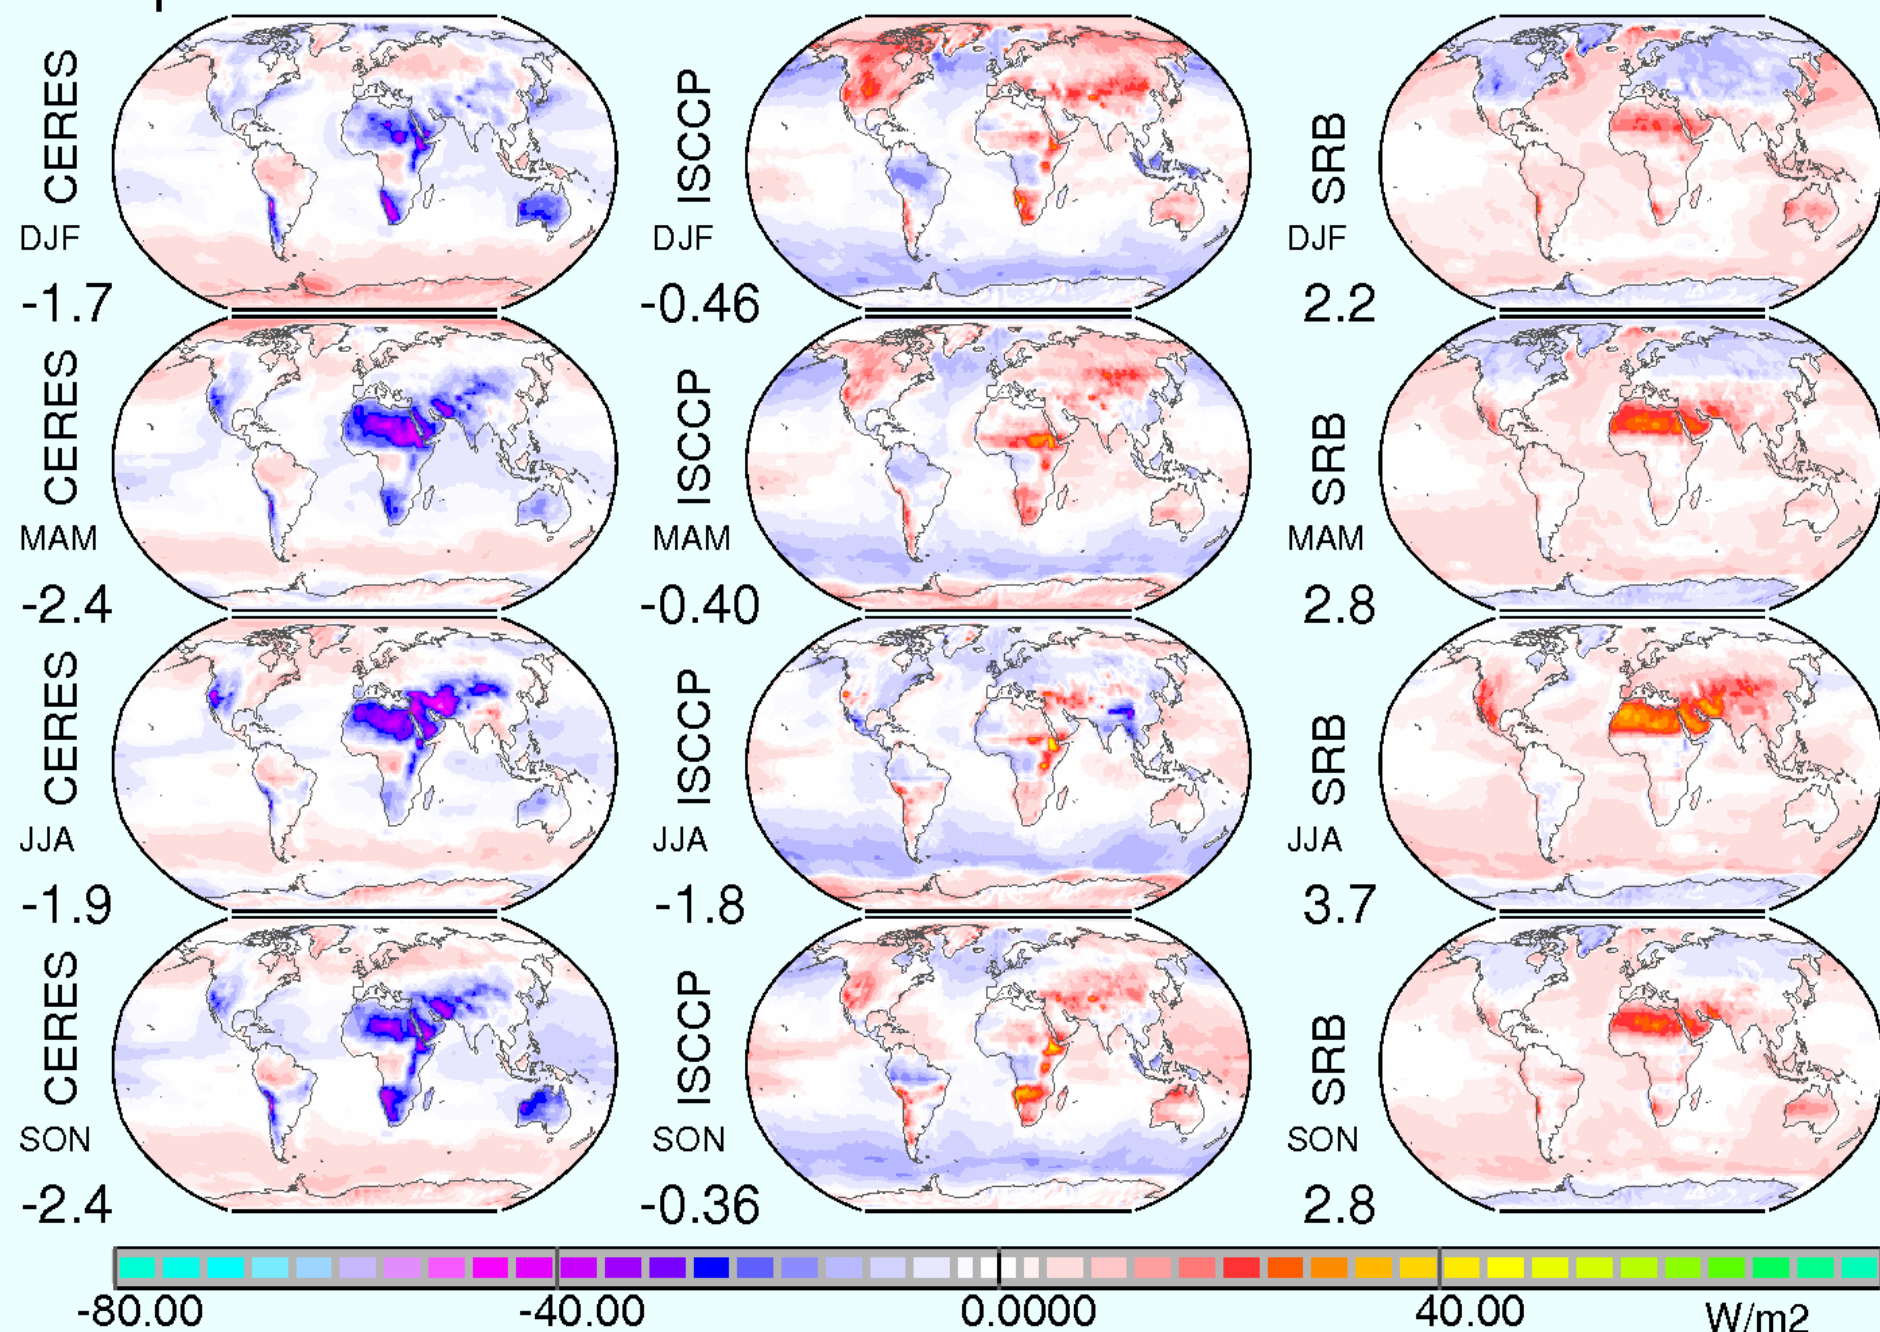 CERES
DJF
-1.7
ISCCP
DJF
-0.46
SRB
DJF
2.2
CERES
MAM
-2.4
ISCCP
MAM
-0.40
SRB
MAM
2.8
CERES
JJA
-1.9
ISCCP
JJA
-1.8
SRB
JJA
3.7
CERES
SON
-2.4
ISCCP
SON
-0.36
SRB
SON
2.8
-80.00 -40.00 0.0000 40.00 W/m2